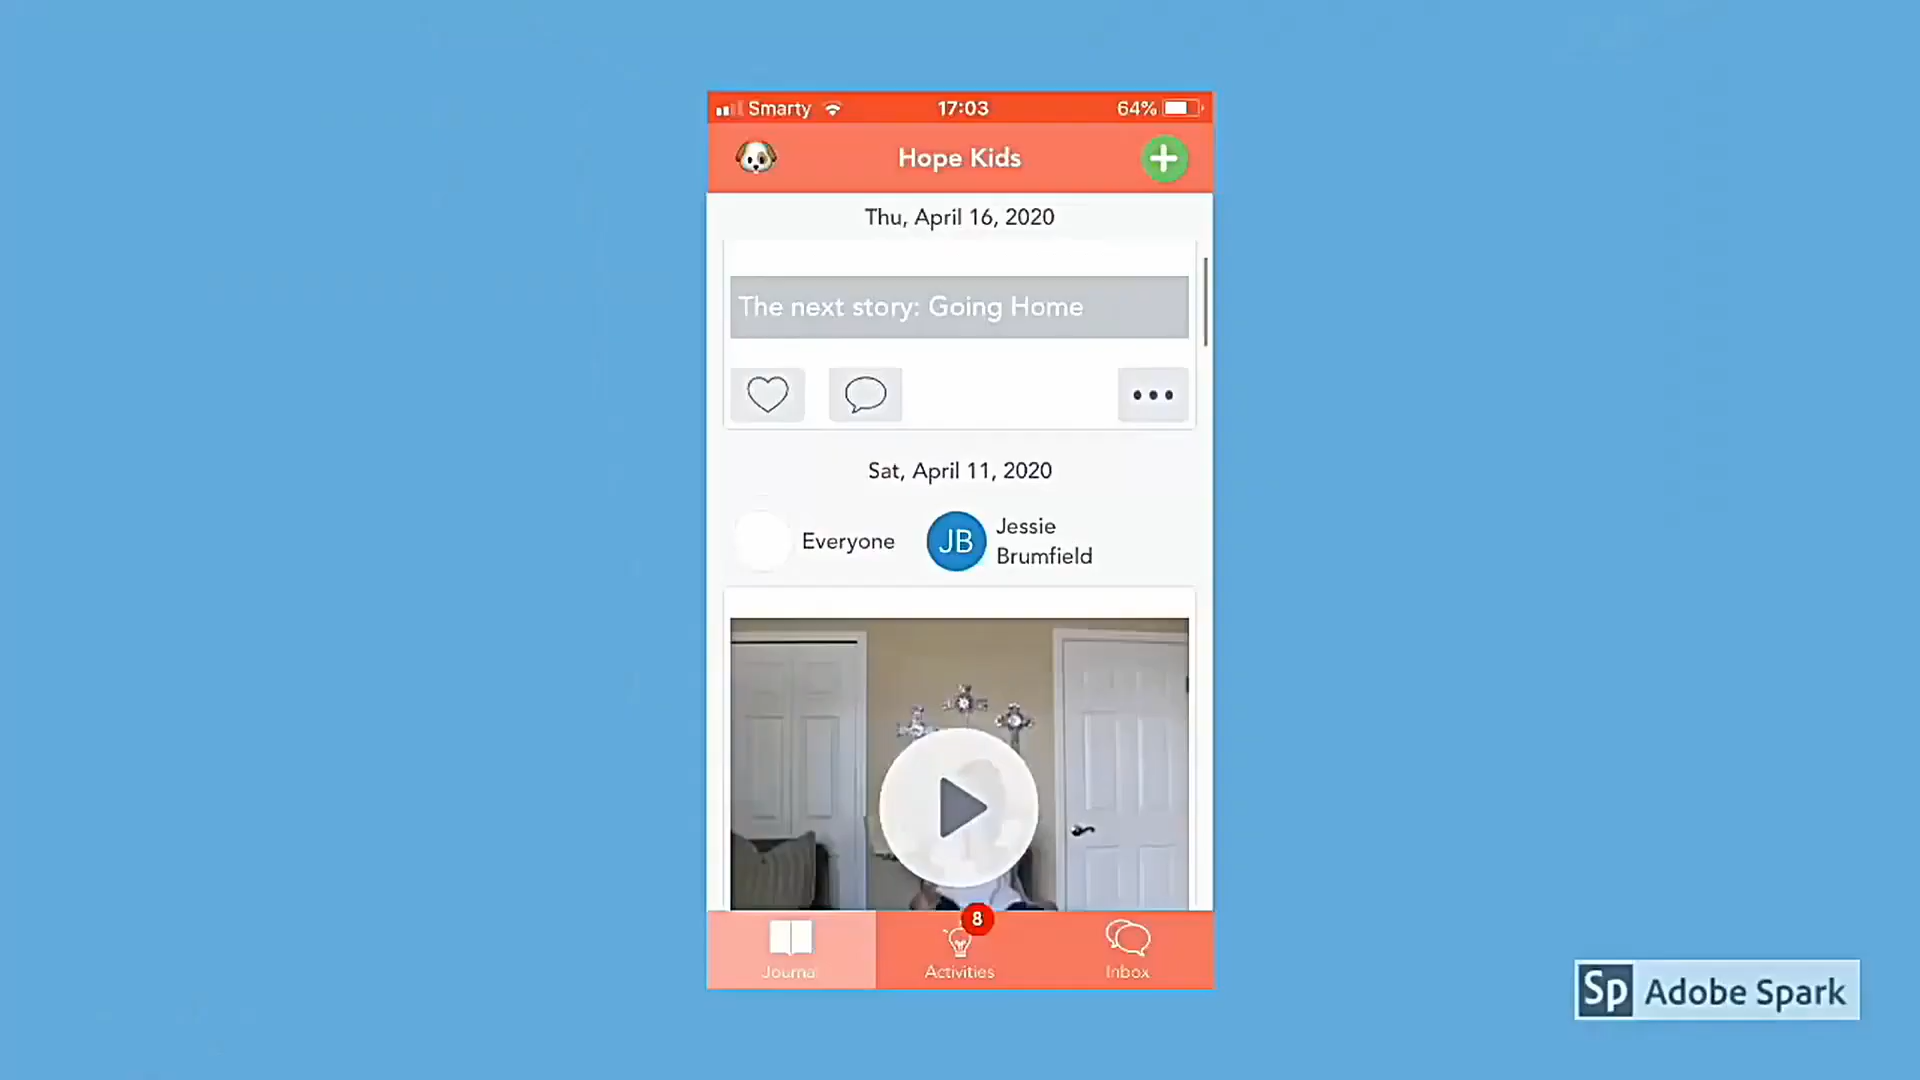 Smarty 17:03 64%
Hope Kids
Thu, April 16, 2020
The next story: Going Home
Sat, April 11, 2020
Everyone
JB
Jessie
Brumfield
8
Journal
Activities
Inbox
Sp Adobe Spark